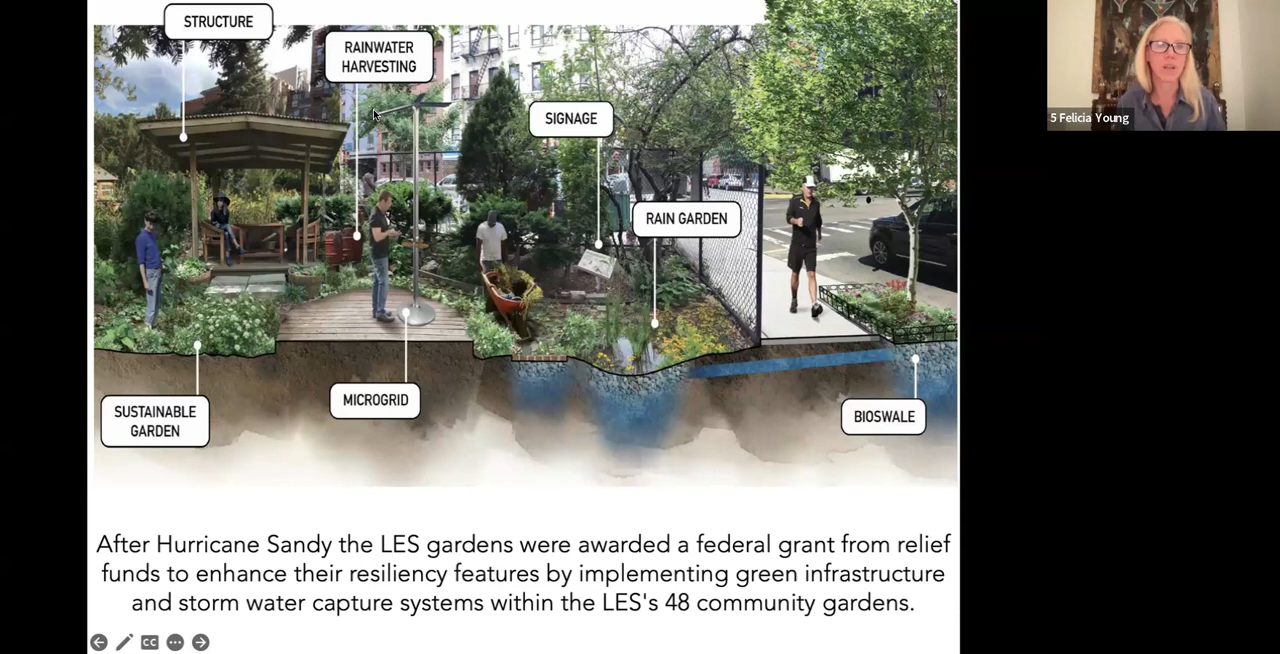 STRUCTURE
RAINWATER
HARVESTING
SIGNAGE
RAIN GARDEN
5 Felicia Young
SUSTAINABLE
GARDEN
MICROGRID
BIOSWALE
After Hurricane Sandy the LES gardens were awarded a federal grant from relief
funds to enhance their resiliency features by implementing green infrastructure
and storm water capture systems within the LES's 48 community gardens.
CC